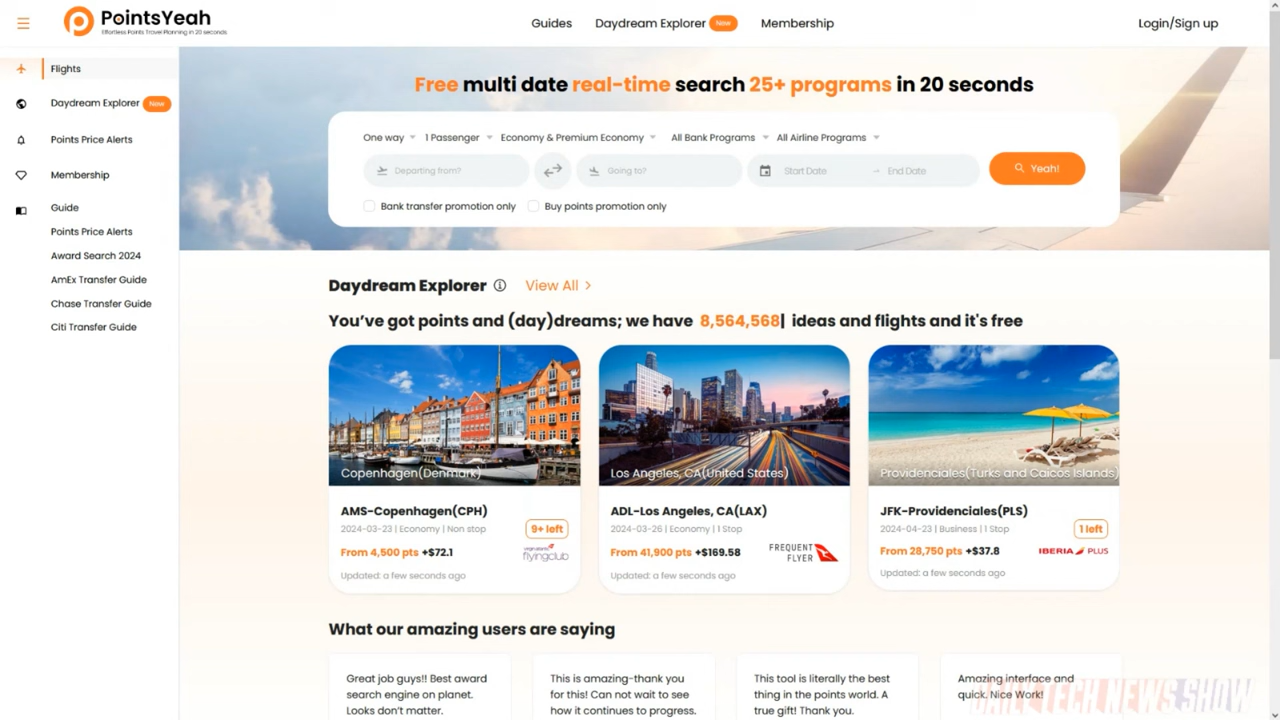 PointsYeah
Effortless Points Travel Planning in 20 seconds
Guides
Daydream Explorer New
Membership
Login/Sign up
Flights
Daydream Explorer New
Points Price Alerts
Membership
Guide
Points Price Alerts
Award Search 2024
AmEx Transfer Guide
Chase Transfer Guide
Citi Transfer Guide
Free multi date real-time search 25+ programs in 20 seconds
One way 1 Passenger Economy & Premium Economy All Bank Programs All Airline Programs
Departing from? Going to? Start Date → End Date Yeah!
Bank transfer promotion only Buy points promotion only
Daydream Explorer View All >
You've got points and (day)dreams; we have 8,564,568| ideas and flights and it's free
Copenhagen(Denmark)
AMS-Copenhagen(CPH)
2024-03-23 | Economy | Non stop
9+ left
From 4,500 pts +$72.1
virgin atlantic
flyingclub
Updated: a few seconds ago
Los Angeles, CA(United States)
ADL-Los Angeles, CA(LAX)
2024-03-26 | Economy | 1 Stop
From 41,900 pts +$169.58
FREQUENT
FLYER
Updated: a few seconds ago
Providenciales(Turks and Caicos Islands)
JFK-Providenciales(PLS)
2024-04-23 | Business | 1 Stop
1 left
From 28,750 pts +$37.8
IBERIA PLUS
Updated: a few seconds ago
What our amazing users are saying
Great job guys!! Best award
search engine on planet.
Looks don't matter.
This is amazing-thank you
for this! Can not wait to see
how it continues to progress.
This tool is literally the best
thing in the points world. A
true gift! Thank you.
Amazing interface and
quick. Nice Work!
DAILY TECH NEWS SHOW